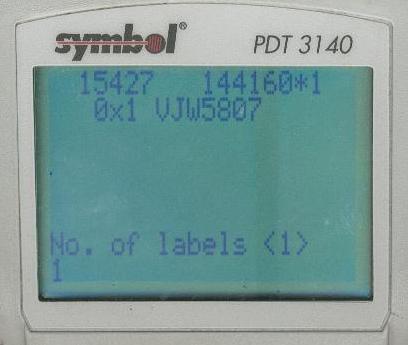 symbol® PDT 3140
15427 144160*1
0x1 VJW5807
No. of labels <1>
1